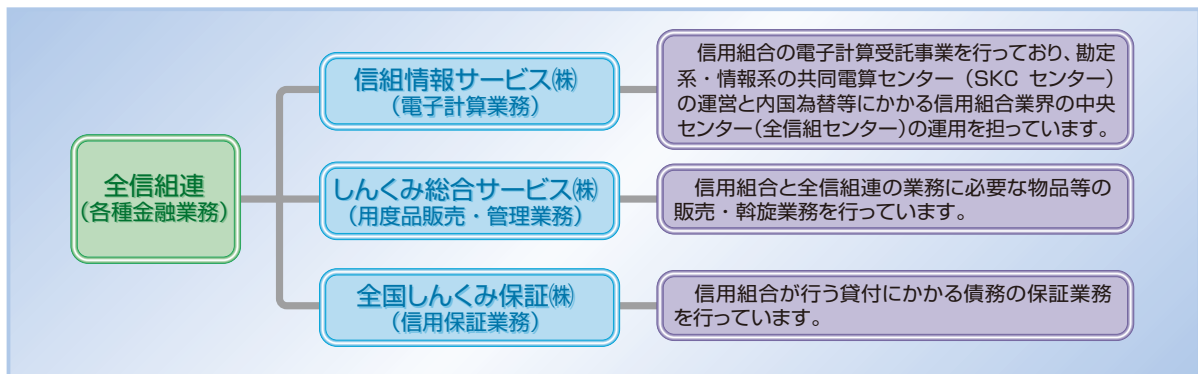 全信組連
（各種金融業務）
信組情報サービス㈱
（電子計算業務）
信用組合の電子計算受託事業を行っており、勘定
系・情報系の共同電算センター（SKC センター）
の運営と内国為替等にかかる信用組合業界の中央
センター（全信組センター）の運用を担っています。
しんくみ総合サービス㈱
（用度品販売・管理業務）
信用組合と全信組連の業務に必要な物品等の
販売・斡旋業務を行っています。
全国しんくみ保証㈱
（信用保証業務）
信用組合が行う貸付にかかる債務の保証業務
を行っています。